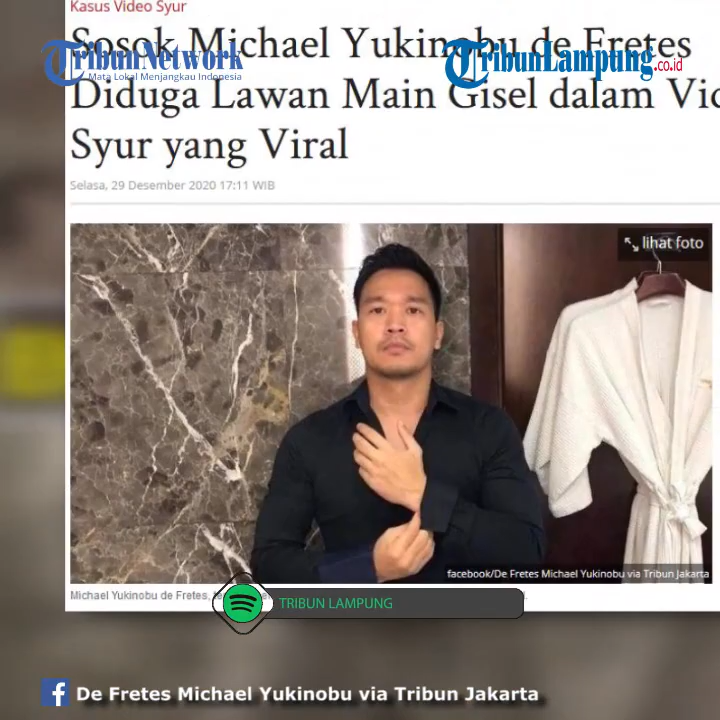 Kasus Video Syur
Sosok Michael Yukinobu de Fretes
TribunNetwork
Mata Lokal Menjangkau Indonesia
TribunLampung.co.id
Diduga Lawan Main Gisel dalam Vid
Syur yang Viral
Selasa, 29 Desember 2020 17:11 WIB
lihat foto
facebook/De Fretes Michael Yukinobu via Tribun Jakarta
Michael Yukinobu de Fretes,
TRIBUN LAMPUNG
De Fretes Michael Yukinobu via Tribun Jakarta